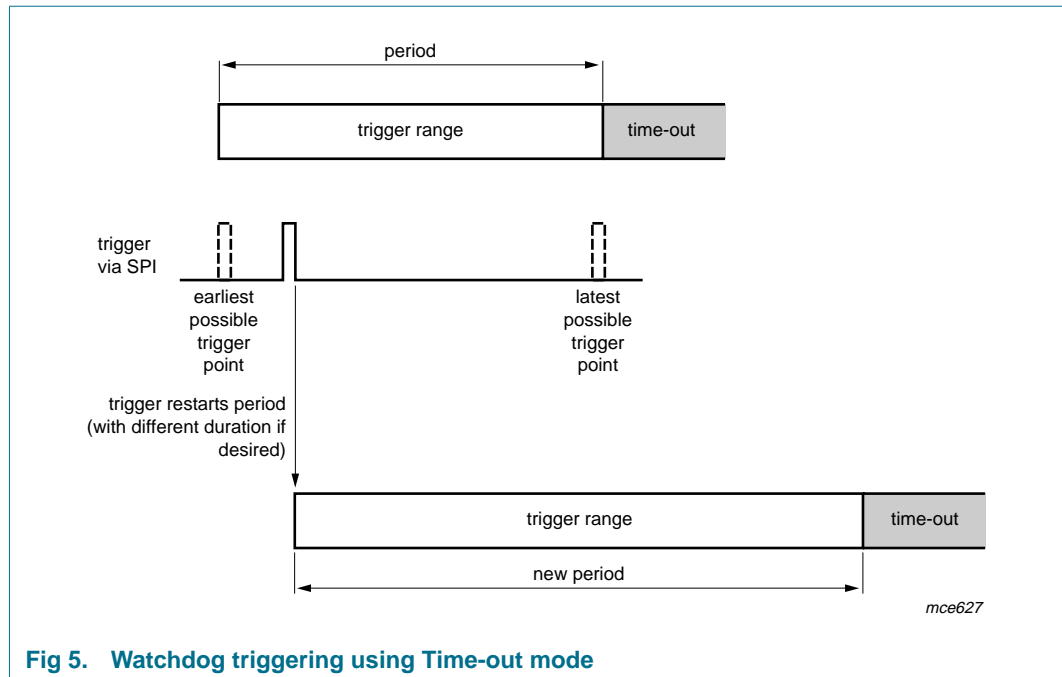 period
trigger range
time-out
trigger
via SPI
earliest
possible
trigger
point
latest
possible
trigger
point
trigger restarts period
(with different duration if
desired)
trigger range
time-out
new period
mce627
Fig 5. Watchdog triggering using Time-out mode